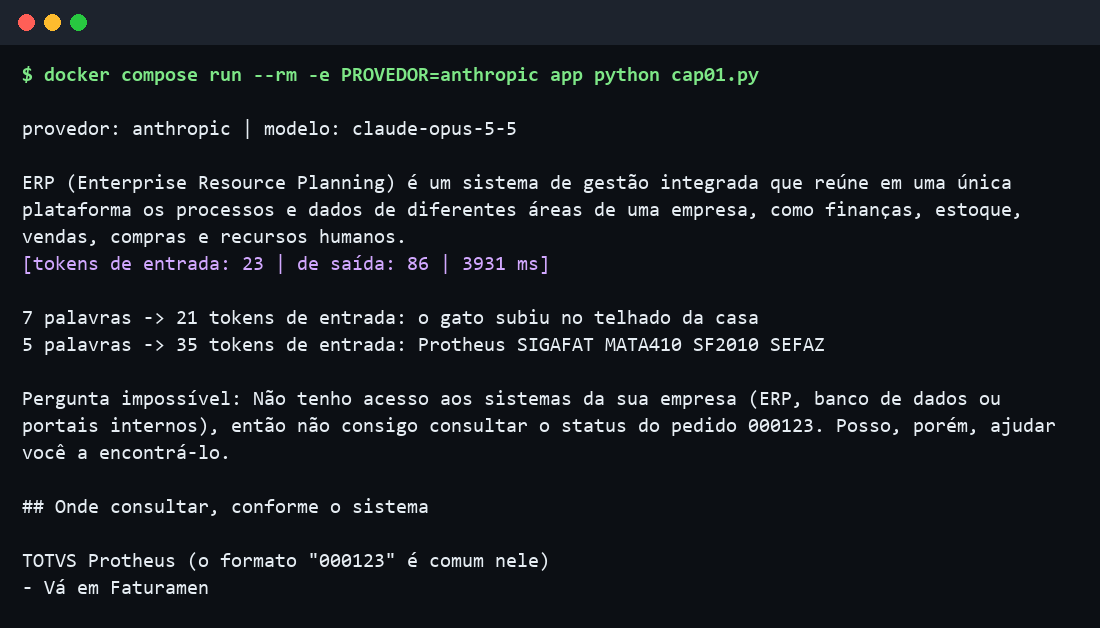 $ docker compose run --rm -e PROVEDOR=anthropic app python cap01.py
provedor: anthropic | modelo: claude-opus-5-5
ERP (Enterprise Resource Planning) é um sistema de gestão integrada que reúne em uma única
plataforma os processos e dados de diferentes áreas de uma empresa, como finanças, estoque,
vendas, compras e recursos humanos.
[tokens de entrada: 23 | de saída: 86 | 3931 ms]
7 palavras -> 21 tokens de entrada: o gato subiu no telhado da casa
5 palavras -> 35 tokens de entrada: Protheus SIGAFAT MATA410 SF2010 SEFAZ
Pergunta impossível: Não tenho acesso aos sistemas da sua empresa (ERP, banco de dados ou
portais internos), então não consigo consultar o status do pedido 000123. Posso, porém, ajudar
você a encontrá-lo.
## Onde consultar, conforme o sistema
TOTVS Protheus (o formato "000123" é comum nele)
- Vá em Faturamen